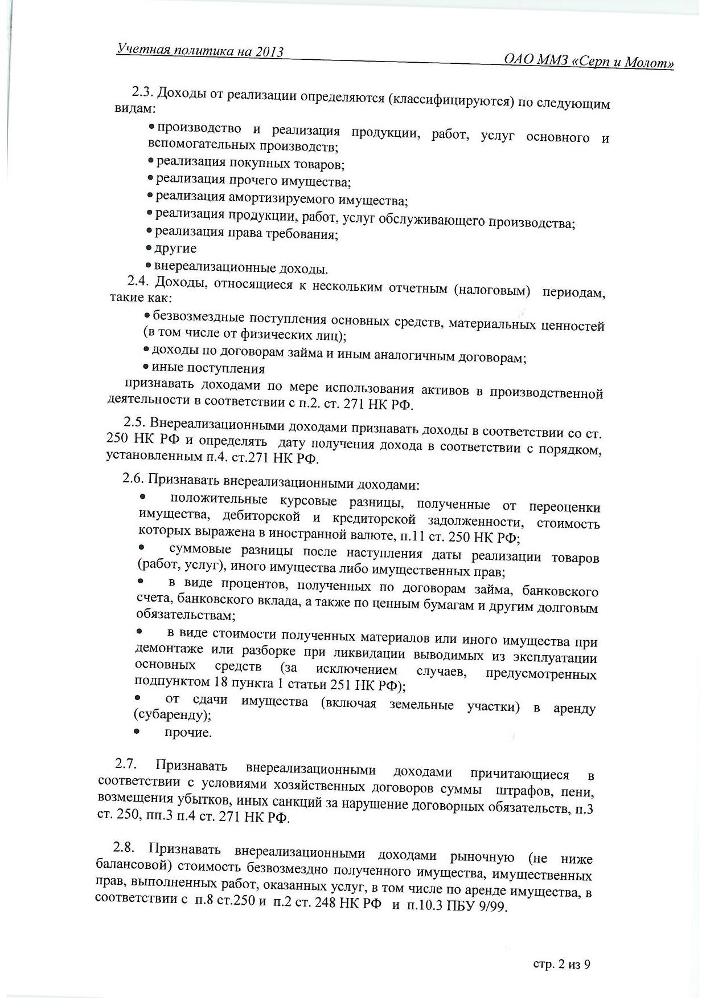 Учетная политика на 2013
ОАО ММЗ «Серп и Молот»
2.3. Доходы от реализации определяются (классифицируются) по следующим
видам:
• производство и реализация продукции, работ, услуг основного и
вспомогательных производств;
• реализация покупных товаров;
• реализация прочего имущества;
• реализация амортизируемого имущества;
• реализация продукции, работ, услуг обслуживающего производства;
• реализация права требования;
• другие
• внереализационные доходы.
2.4. Доходы, относящиеся к нескольким отчетным (налоговым) периодам,
такие как:
• безвозмездные поступления основных средств, материальных ценностей
(в том числе от физических лиц);
• доходы по договорам займа и иным аналогичным договорам;
• иные поступления
признавать доходами по мере использования активов в производственной
деятельности в соответствии с п.2. ст. 271 НК РФ.
2.5. Внереализационными доходами признавать доходы в соответствии со ст.
250 НК РФ и определять дату получения дохода в соответствии с порядком,
установленным п.4. ст.271 НК РФ.
2.6. Признавать внереализационными доходами:
• положительные курсовые разницы, полученные от переоценки
имущества, дебиторской и кредиторской задолженности, стоимость
которых выражена в иностранной валюте, п.11 ст. 250 НК РФ;
• суммовые разницы после наступления даты реализации товаров
(работ, услуг), иного имущества либо имущественных прав;
• в виде процентов, полученных по договорам займа, банковского
счета, банковского вклада, а также по ценным бумагам и другим долговым
обязательствам;
• в виде стоимости полученных материалов или иного имущества при
демонтаже или разборке при ликвидации выводимых из эксплуатации
основных средств (за исключением случаев, предусмотренных
подпунктом 18 пункта 1 статьи 251 НК РФ);
• от сдачи имущества (включая земельные участки) в аренду
(субаренду);
• прочие.
2.7. Признавать внереализационными доходами причитающиеся в
соответствии с условиями хозяйственных договоров суммы штрафов, пени,
возмещения убытков, иных санкций за нарушение договорных обязательств, п.3
ст. 250, пп.3 п.4 ст. 271 НК РФ.
2.8. Признавать внереализационными доходами рыночную (не ниже
балансовой) стоимость безвозмездно полученного имущества, имущественных
прав, выполненных работ, оказанных услуг, в том числе по аренде имущества, в
соответствии с п.8 ст.250 и п.2 ст. 248 НК РФ и п.10.3 ПБУ 9/99.
стр. 2 из 9